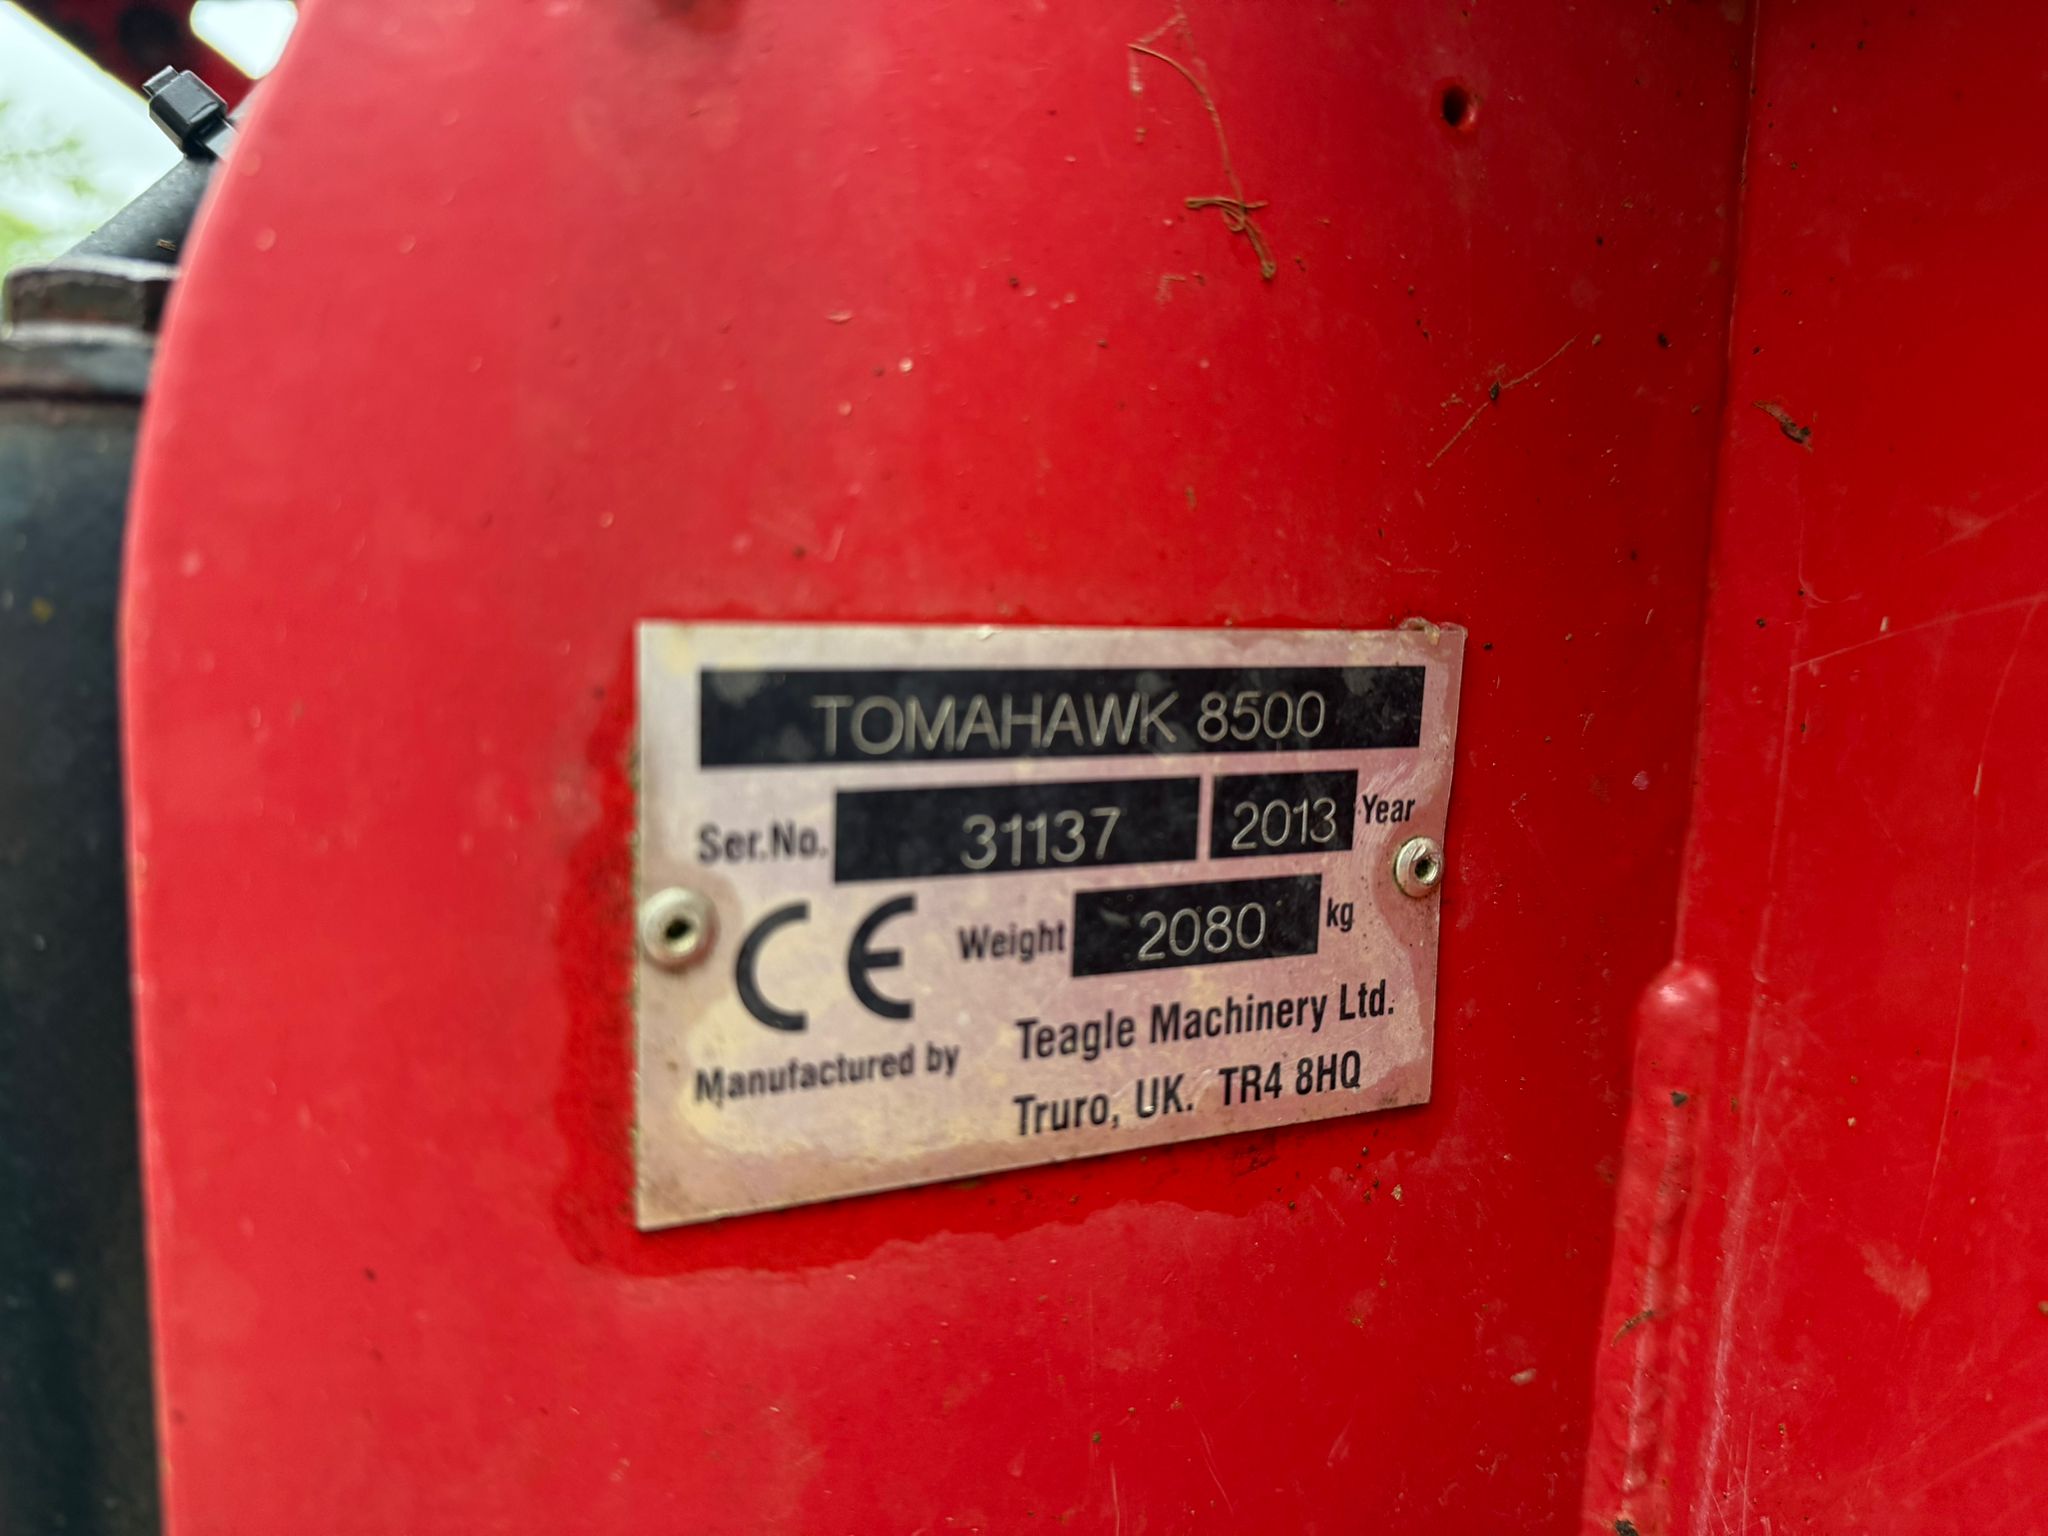 TOMAHAWK 8500
Ser.No. 31137 2013 Year
CE Weight 2080 kg
Manufactured by Teagle Machinery Ltd.
Truro, UK. TR4 8HQ